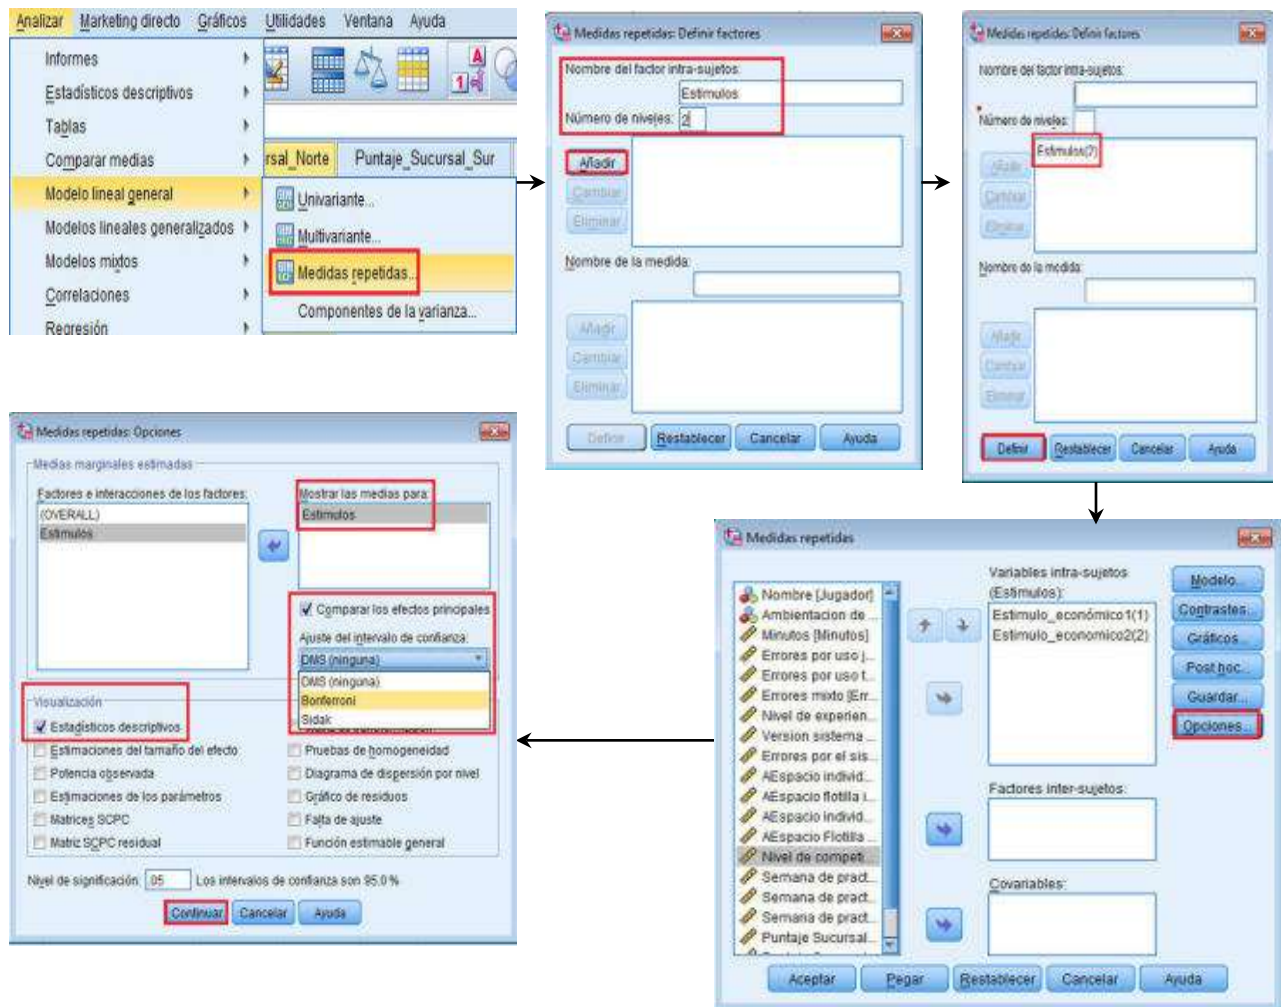 Analizar Marketing directo Gráficos Utilidades Ventana Ayuda
Informes
Estadísticos descriptivos
Tablas
Comparar medias
Modelo lineal general
Modelos lineales generalizados
Modelos mixtos
Correlaciones
Regresión
rsal_Norte Puntaje_Sucursal_Sur
Univariante...
Multivariante...
Medidas repetidas...
Componentes de la varianza...
Medidas repetidas: Definir factores
Nombre del factor intra-sujetos:
Estimulos
Número de niveles: 2
Añadir
Cambiar
Eliminar
Nombre de la medida:
Añadir
Cambiar
Eliminar
Definir Restablecer Cancelar Ayuda
Medidas repetidas: Definir factores
Nombre del factor intra-sujetos:
Número de niveles:
Estimulos(2)
Añadir
Cambiar
Eliminar
Nombre de la medida:
Añadir
Cambiar
Eliminar
Definir Restablecer Cancelar Ayuda
Medidas repetidas: Opciones
Medias marginales estimadas
Factores e interacciones de los factores:
(OVERALL)
Estimulos
Mostrar las medias para:
Estimulos
Comparar los efectos principales
Ajuste del intervalo de confianza:
DMS (ninguna)
DMS (ninguna)
Bonferroni
Sidak
Visualización
Estadísticos descriptivos
Estimaciones del tamaño del efecto
Potencia observada
Estimaciones de los parámetros
Matrices SCPC
Matriz SCPC residual
Pruebas de homogeneidad
Diagrama de dispersión por nivel
Gráfico de residuos
Falta de ajuste
Función estimable general
Nivel de significación: .05 Los intervalos de confianza son 95.0 %
Continuar Cancelar Ayuda
Medidas repetidas
Nombre [Jugador]
Ambientacion de ...
Minutos [Minutos]
Errores por uso j...
Errores por uso t...
Errores mixto [Err...
Nivel de experien...
Version sistema ...
Errores por el sis...
AEspacio individ...
AEspacio flotilla i...
AEspacio individ...
AEspacio Flotilla ...
Nivel de competi...
Semana de pract...
Semana de pract...
Semana de pract...
Puntaje Sucursal...
Variables intra-sujetos
(Estimulos):
Estimulo_económico1(1)
Estimulo_economico2(2)
Factores inter-sujetos:
Covariables:
Modelo...
Contrastes...
Gráficos...
Post hoc...
Guardar...
Opciones...
Aceptar Pegar Restablecer Cancelar Ayuda